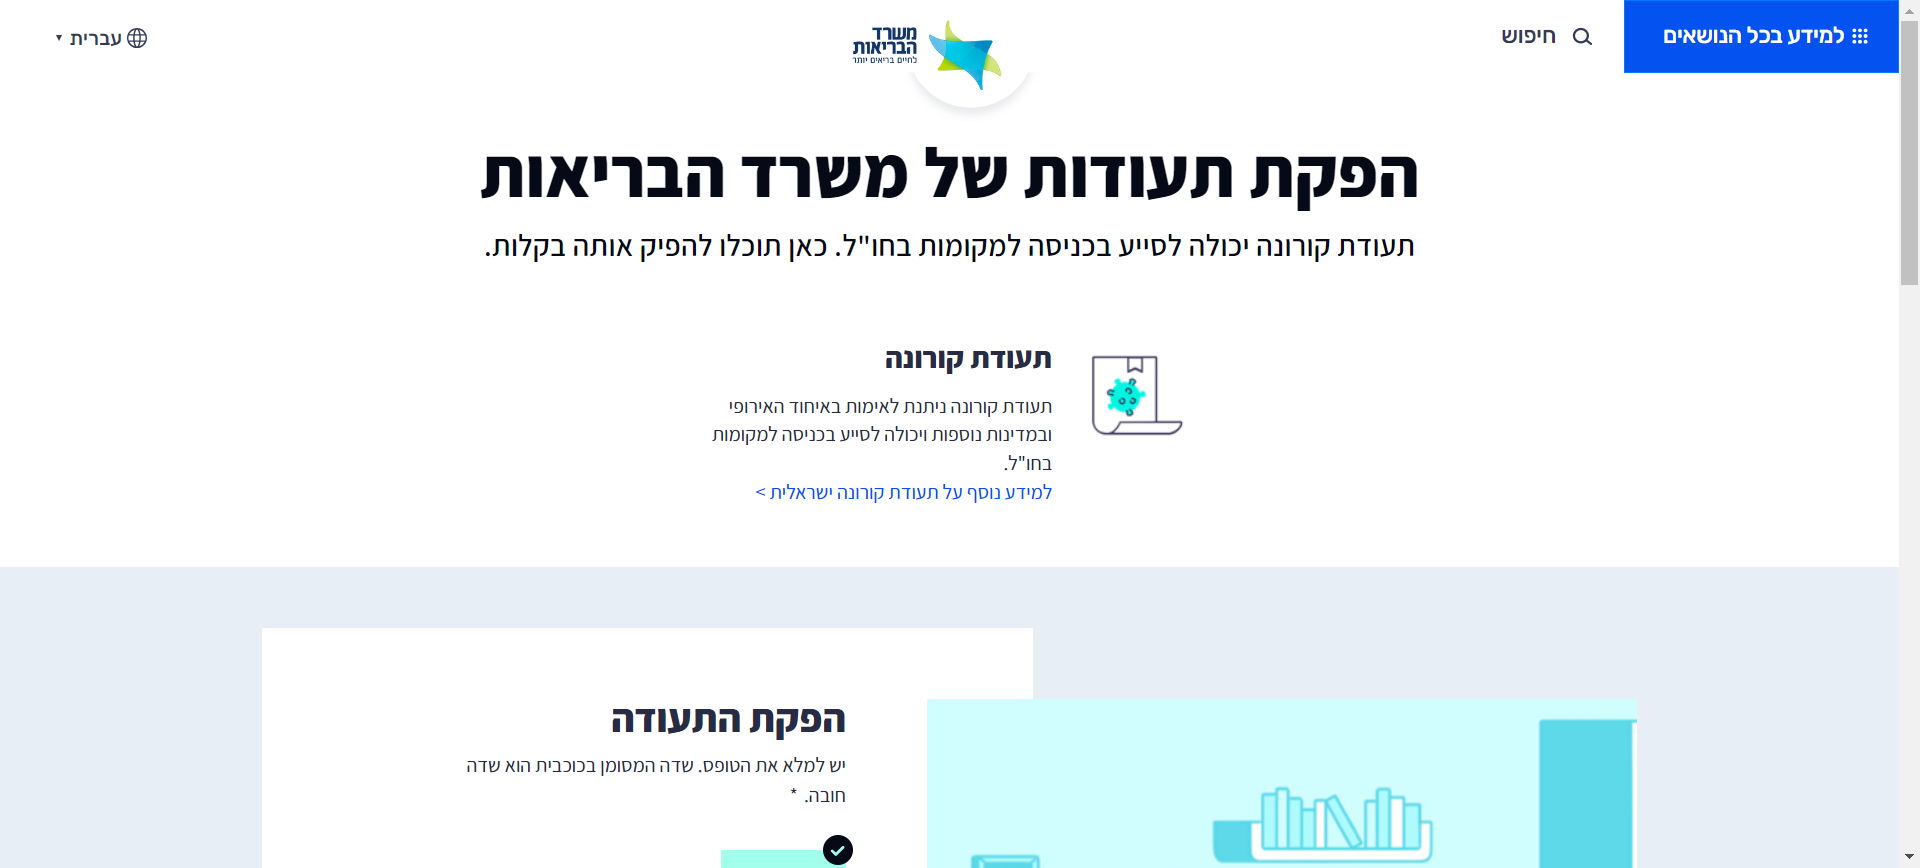 למידע בכל הנושאים
חיפוש
משרד
הבריאות
לחיים בריאים יותר
עברית
הפקת תעודות של משרד הבריאות
תעודת קורונה יכולה לסייע בכניסה למקומות בחו"ל. כאן תוכלו להפיק אותה בקלות.
תעודת קורונה
תעודת קורונה ניתנת לאימות באיחוד האירופי
ובמדינות נוספות ויכולה לסייע בכניסה למקומות
בחו"ל.
למידע נוסף על תעודת קורונה ישראלית >
הפקת התעודה
יש למלא את הטופס. שדה המסומן בכוכבית הוא שדה
חובה. *